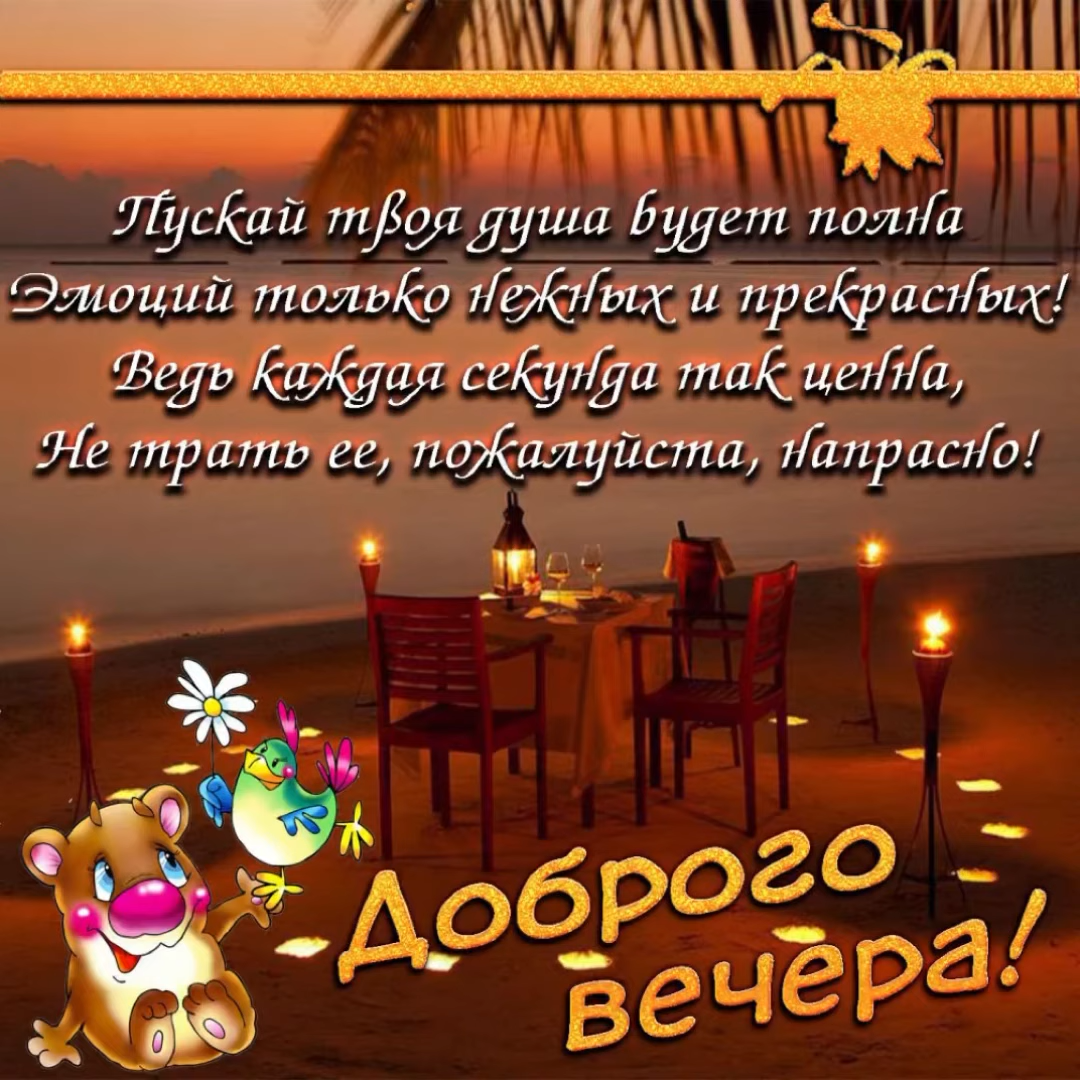 Пускай твоя душа будет полна
Эмоций только нежных и прекрасных!
Ведь каждая секунда так ценна,
Не трать ее, пожалуйста, напрасно!
Доброго
вечера!